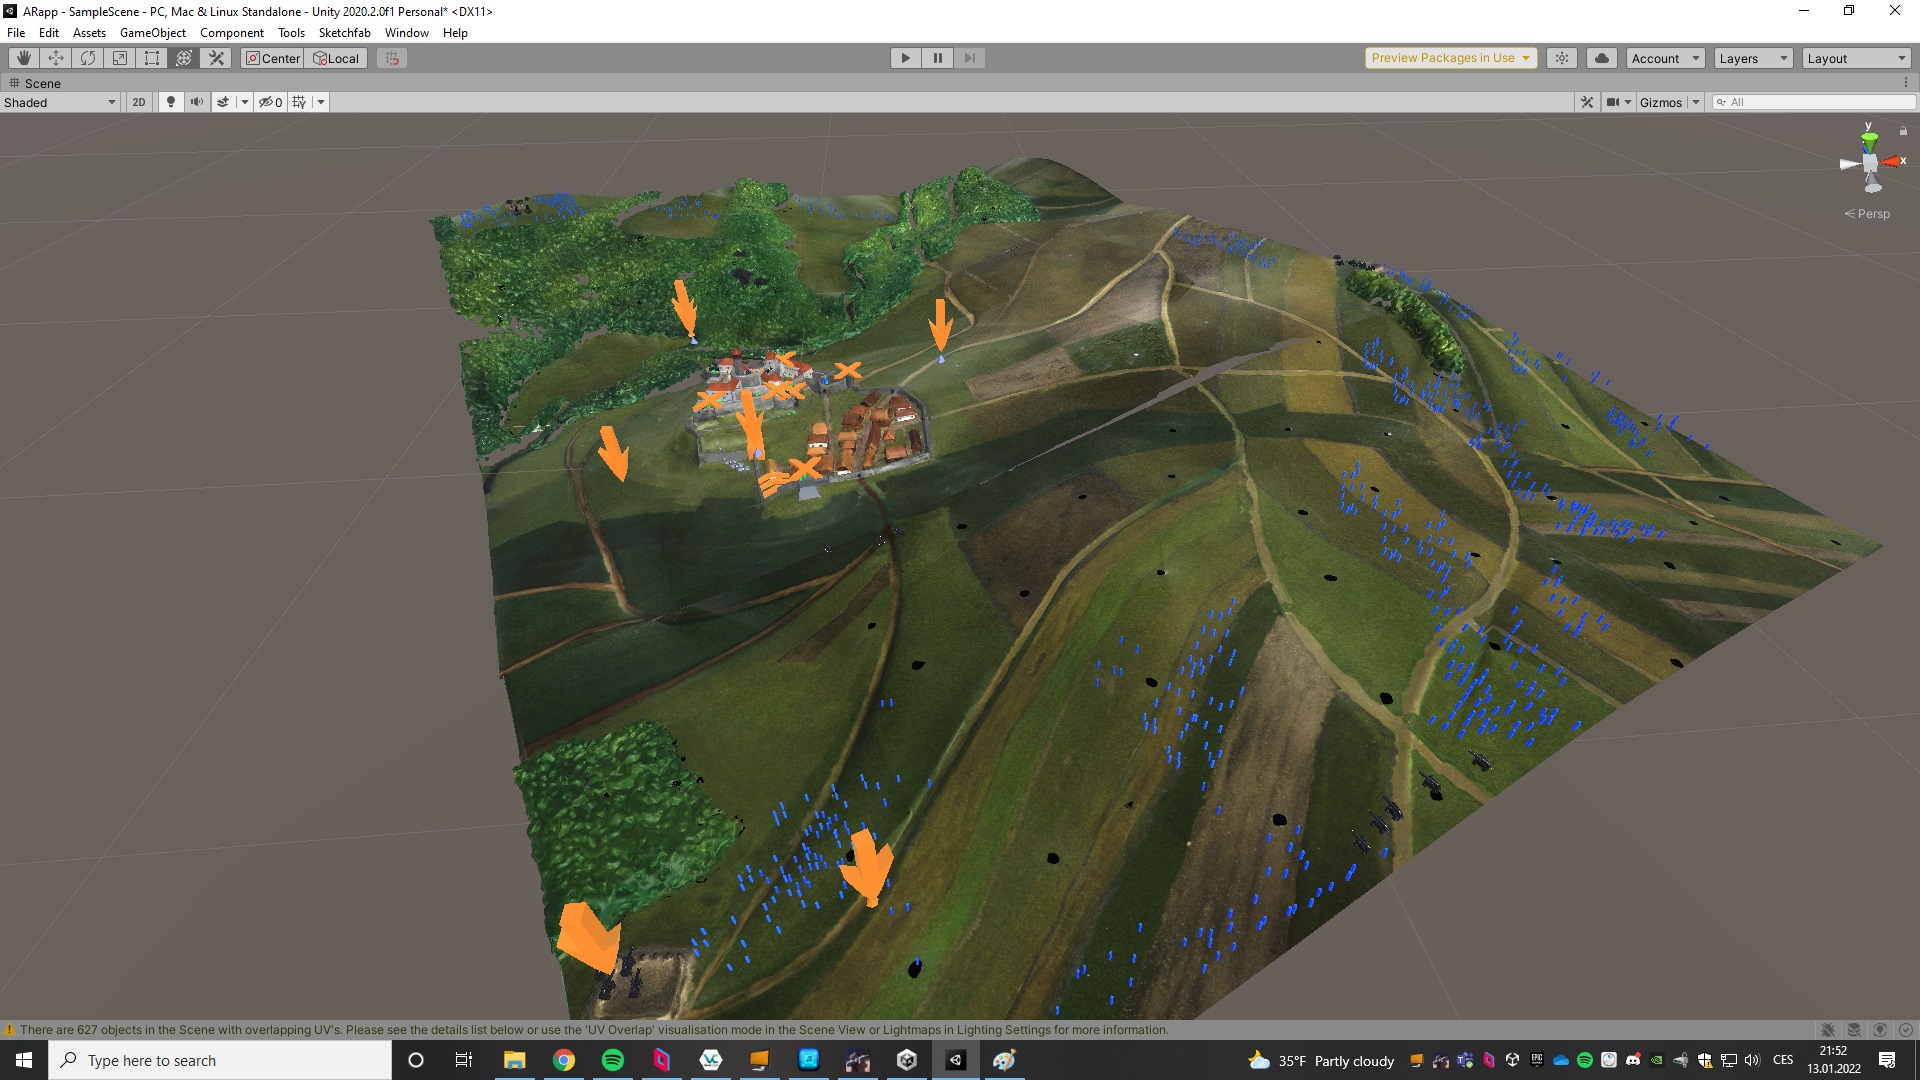 ARapp - SampleScene - PC, Mac & Linux Standalone - Unity 2020.2.0f1 Personal* <DX11>
File Edit Assets GameObject Component Tools Sketchfab Window Help
Center Local Preview Packages in Use Account Layers Layout
Scene
Shaded 2D 0 Gizmos All
y
x
< Persp
There are 627 objects in the Scene with overlapping UV's. Please see the details list below or use the 'UV Overlap' visualisation mode in the Scene View or Lightmaps in Lighting Settings for more information.
Type here to search 35°F Partly cloudy CES 21:52
13.01.2022